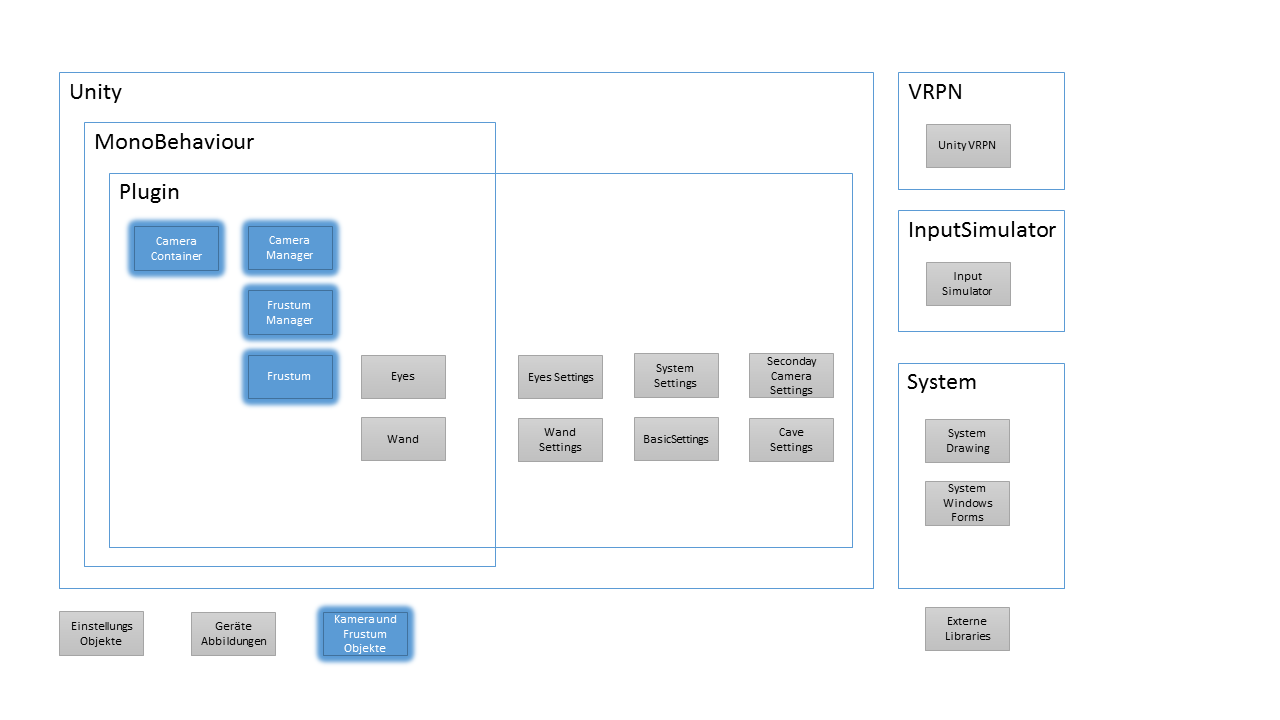 Unity
MonoBehaviour
Plugin
Camera
Container
Camera
Manager
Frustum
Manager
Frustum
Eyes
Wand
Eyes Settings
System
Settings
Seconday
Camera
Settings
Wand
Settings
BasicSettings
Cave
Settings
VRPN
Unity VRPN
InputSimulator
Input
Simulator
System
System
Drawing
System
Windows
Forms
Einstellungs
Objekte
Geräte
Abbildungen
Kamera und
Frustum
Objekte
Externe
Libraries